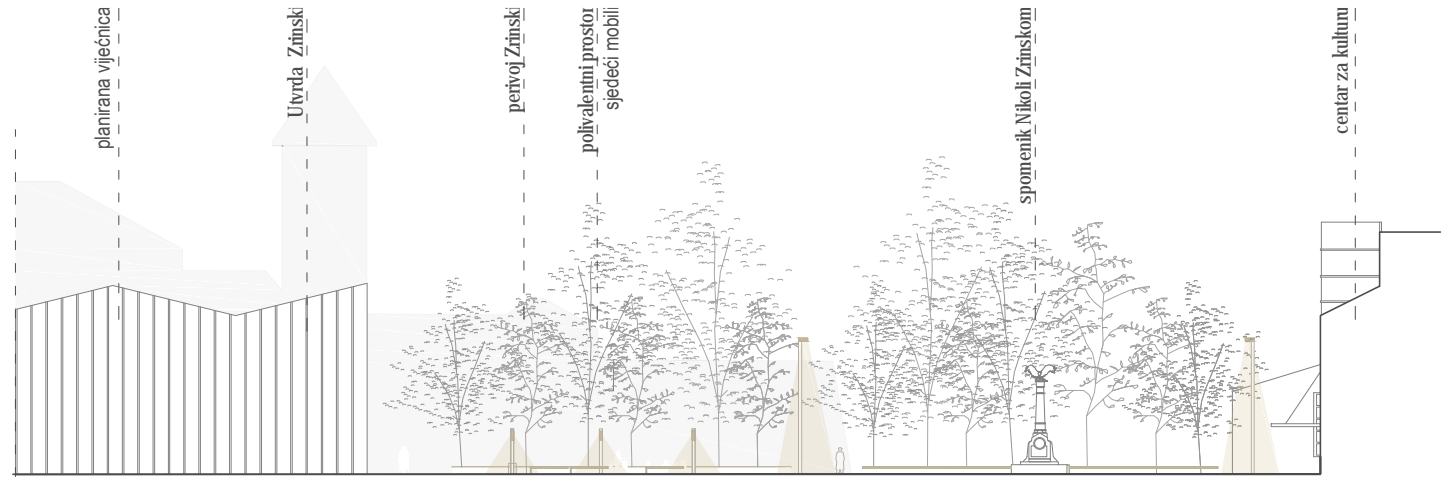 planirana vijećnica
Utvrda Zrinski
perivoj Zrinski
polivalentni prostor
sjedeći mobili
spomenik Nikoli Zrinskom
centar za kulturu